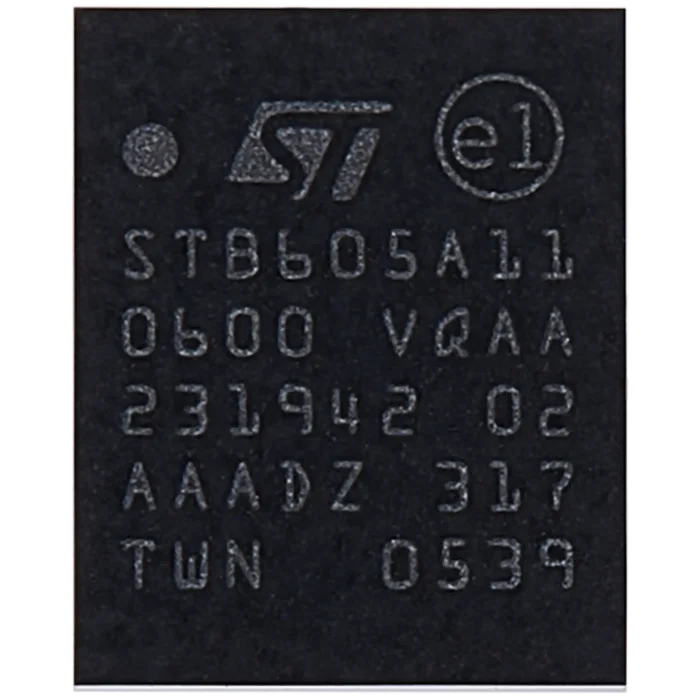 ST e1
STB605A11
0600 VQAA
231942 02
AAADZ 317
TWN 0539